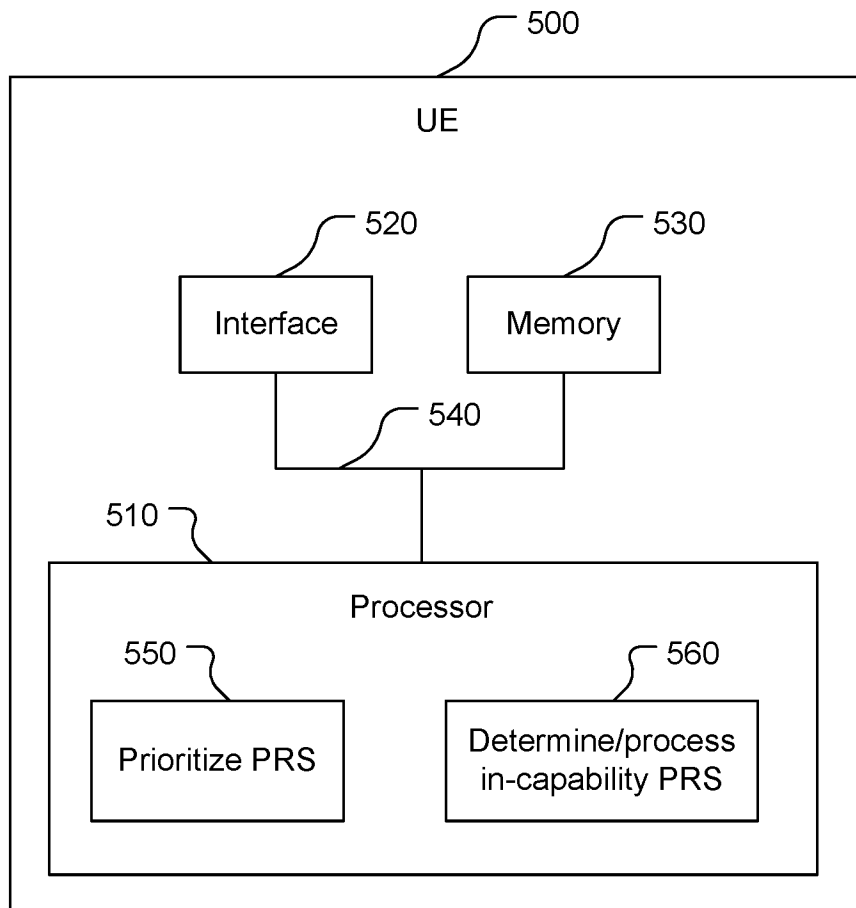 500
UE
520
530
Interface
Memory
540
510
Processor
550
560
Prioritize PRS
Determine/process
in-capability PRS